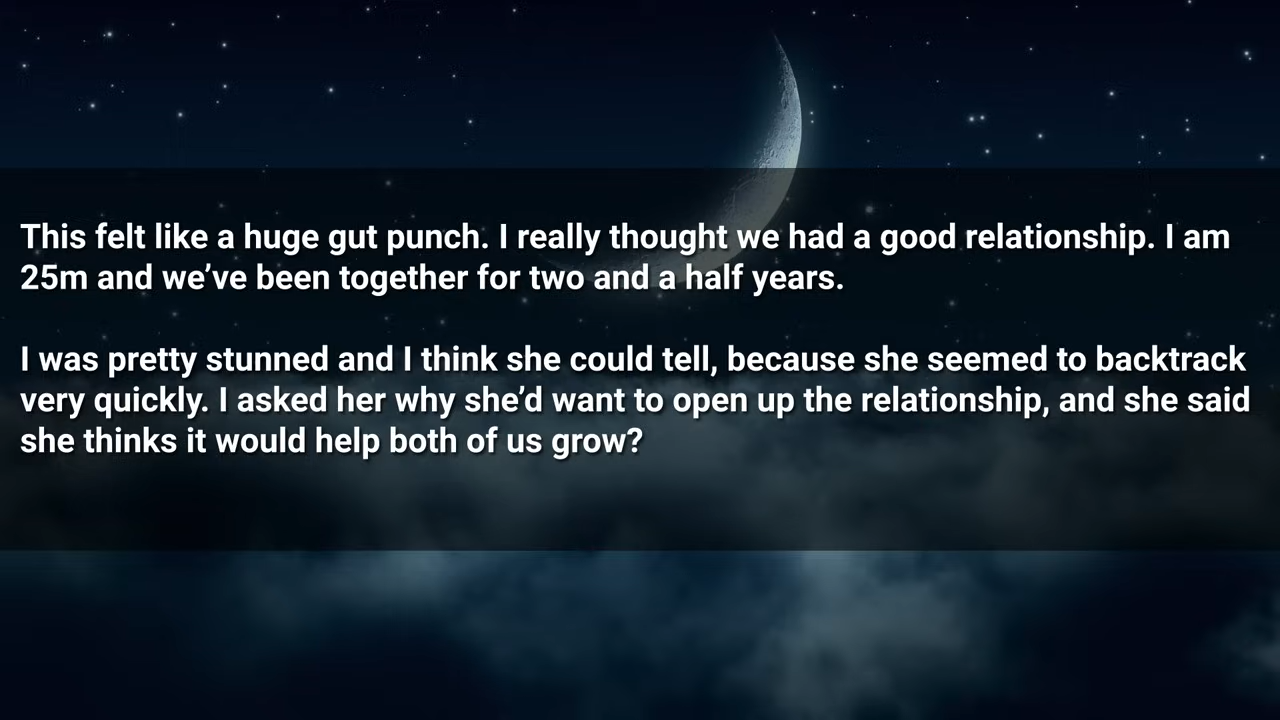 This felt like a huge gut punch. I really thought we had a good relationship. I am
25m and we’ve been together for two and a half years.
I was pretty stunned and I think she could tell, because she seemed to backtrack
very quickly. I asked her why she’d want to open up the relationship, and she said
she thinks it would help both of us grow?